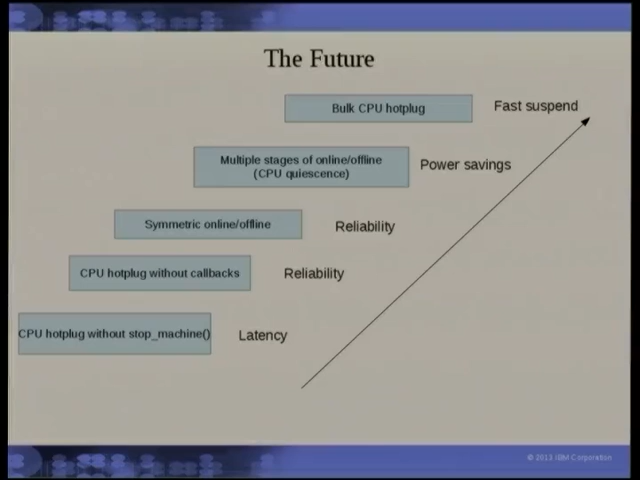 The Future
Bulk CPU hotplug
Fast suspend
Multiple stages of online/offline
(CPU quiescence)
Power savings
Symmetric online/offline
Reliability
CPU hotplug without callbacks
Reliability
CPU hotplug without stop_machine()
Latency
© 2013 IBM Corporation